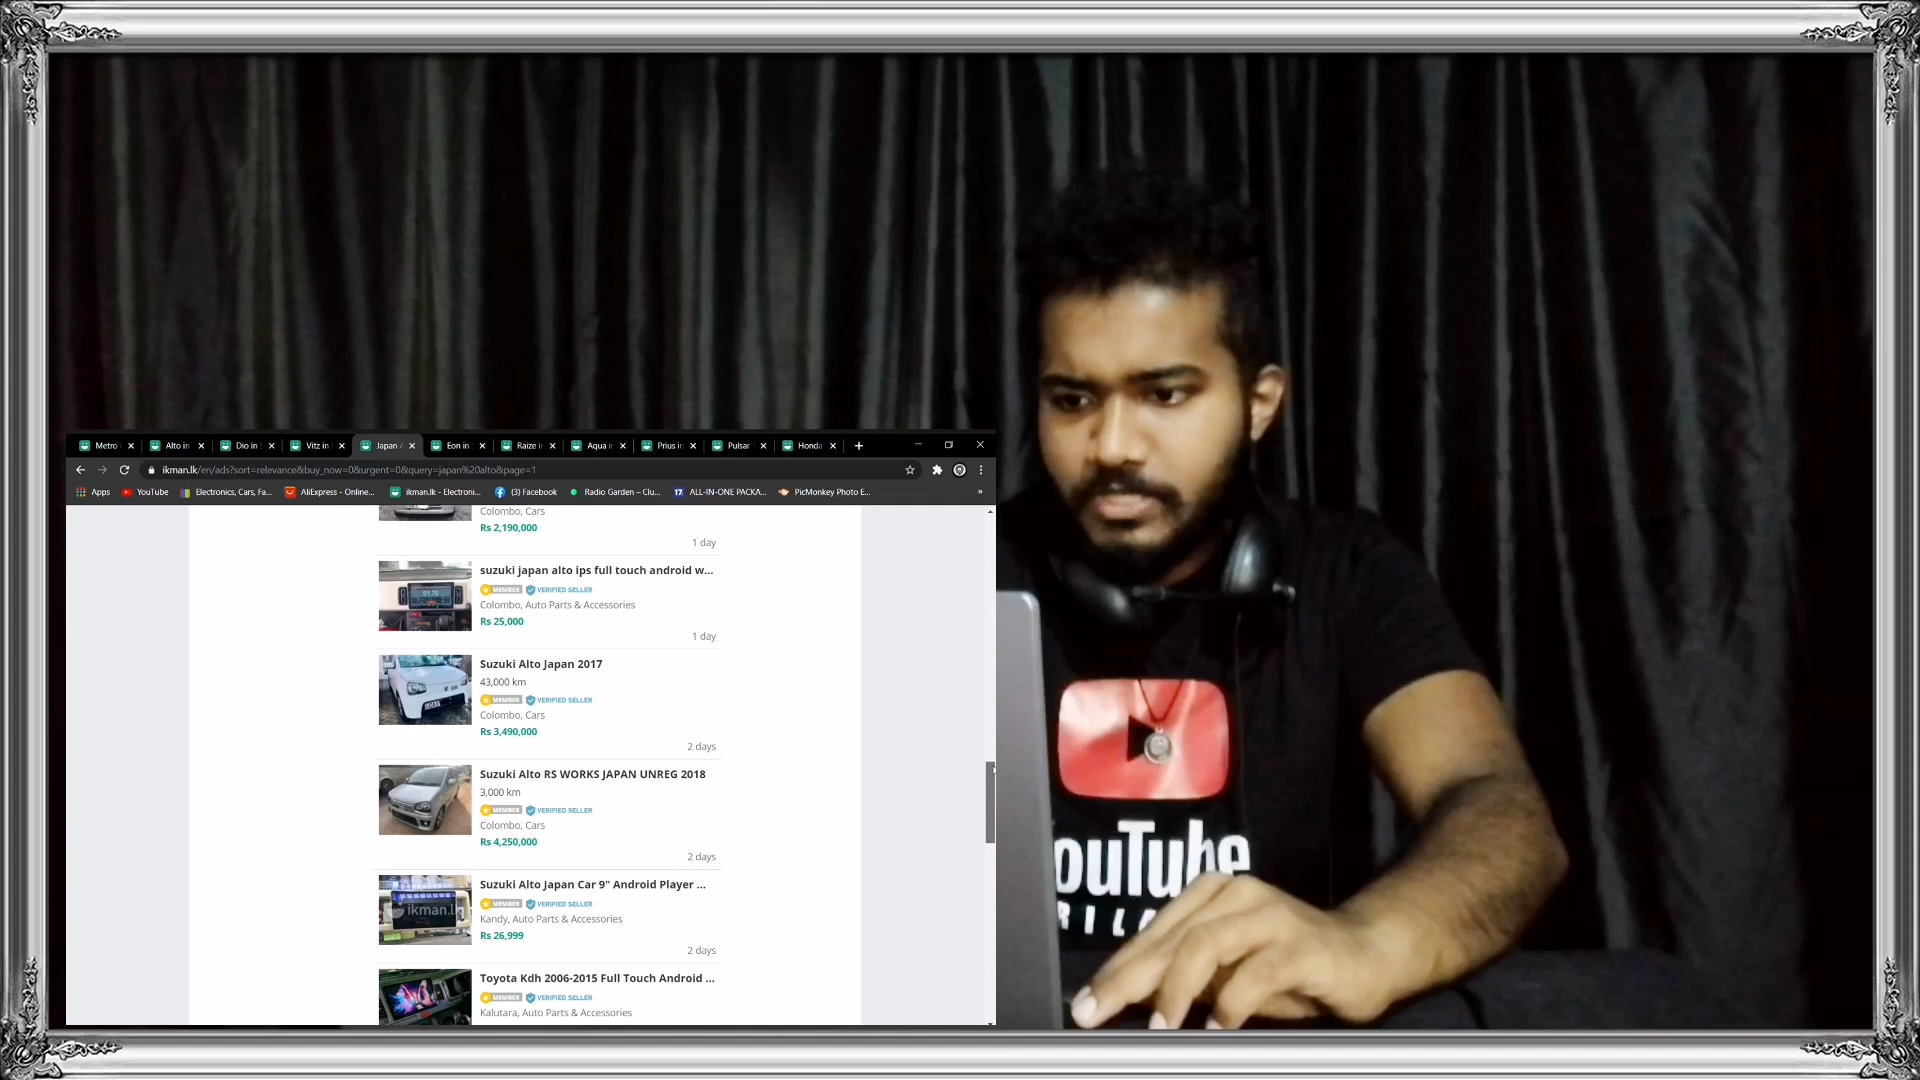 Metro
Alto in
Dio in
Vitz in
Japan
Eon in
Raize in
Aqua in
Prius in
Pulsar
Honda
ikman.lk/en/ads?sort=relevance&buy_now=0&urgent=0&query=japan%20alto&page=1
Apps
YouTube
Electronics, Cars, Fa...
AliExpress - Online...
ikman.lk - Electroni...
(3) Facebook
Radio Garden – Clu...
17 ALL-IN-ONE PACKA...
PicMonkey Photo E...
Colombo, Cars
Rs 2,190,000
1 day
suzuki japan alto ips full touch android w...
MEMBER VERIFIED SELLER
Colombo, Auto Parts & Accessories
Rs 25,000
1 day
Suzuki Alto Japan 2017
43,000 km
MEMBER VERIFIED SELLER
Colombo, Cars
Rs 3,490,000
2 days
Suzuki Alto RS WORKS JAPAN UNREG 2018
3,000 km
MEMBER VERIFIED SELLER
Colombo, Cars
Rs 4,250,000
2 days
Suzuki Alto Japan Car 9" Android Player ...
ikman.lk
MEMBER VERIFIED SELLER
Kandy, Auto Parts & Accessories
Rs 26,999
2 days
Toyota Kdh 2006-2015 Full Touch Android ...
MEMBER VERIFIED SELLER
Kalutara, Auto Parts & Accessories
ouTube